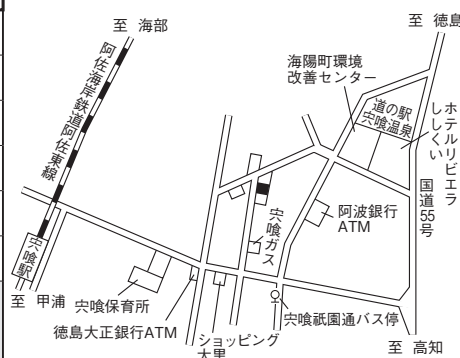 至 海部
至 徳島
阿佐海岸鉄道阿佐東線
海陽町環境
改善センター
道の駅
宍喰温泉
ホテルリビエラ
ししくい
国道55号
阿波銀行
ATM
宍喰ガス
宍喰駅
至 甲浦
宍喰保育所
徳島大正銀行ATM
ショッピング
大黒
宍喰祇園通バス停
至 高知